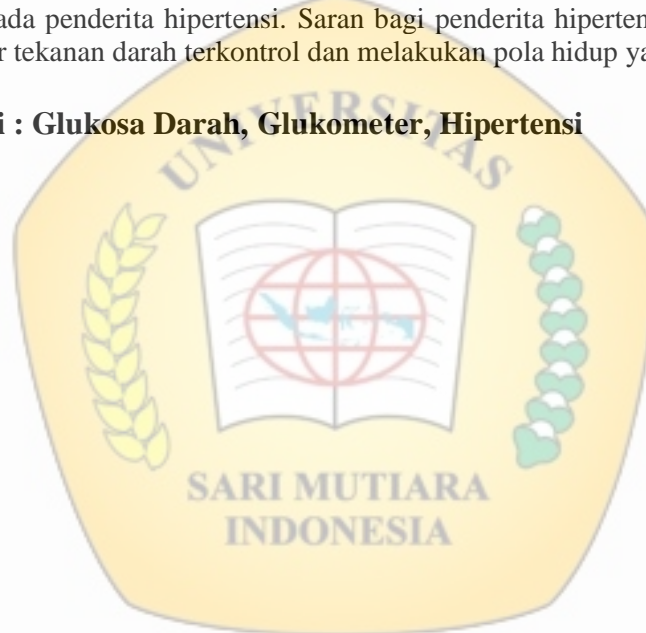 ada penderita hipertensi. Saran bagi penderita hiperten
r tekanan darah terkontrol dan melakukan pola hidup ya
i : Glukosa Darah, Glukometer, Hipertensi
UNIVERSITAS
SARI MUTIARA
INDONESIA